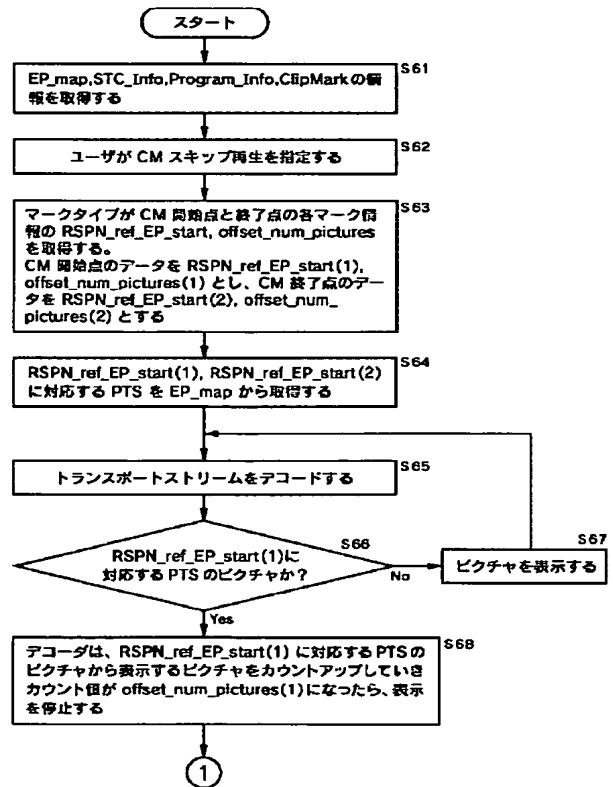 スタート
S61
EP_map,STC_Info,Program_Info,ClipMarkの情
報を取得する
S62
ユーザが CM スキップ再生を指定する
S63
マークタイプが CM 開始点と終了点の各マーク情
報の RSPN_ref_EP_start, offset_num_pictures
を取得する。
CM 開始点のデータを RSPN_ref_EP_start(1),
offset_num_pictures(1) とし、CM 終了点のデー
タを RSPN_ref_EP_start(2), offset_num_
pictures(2) とする
S64
RSPN_ref_EP_start(1), RSPN_ref_EP_start(2)
に対応する PTS を EP_map から取得する
S65
トランスポートストリームをデコードする
S66
RSPN_ref_EP_start(1)に
対応する PTS のピクチャか？
No
S67
ピクチャを表示する
Yes
S68
デコーダは、RSPN_ref_EP_start(1) に対応する PTS の
ピクチャから表示するピクチャをカウントアップしていき
カウント値が offset_num_pictures(1)になったら、表示
を停止する
1